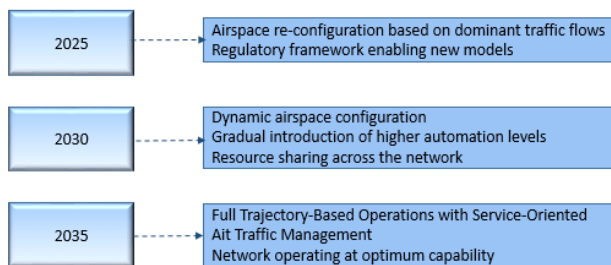 2025
Airspace re-configuration based on dominant traffic flows
Regulatory framework enabling new models
2030
Dynamic airspace configuration
Gradual introduction of higher automation levels
Resource sharing across the network
2035
Full Trajectory-Based Operations with Service-Oriented
Ait Traffic Management
Network operating at optimum capability